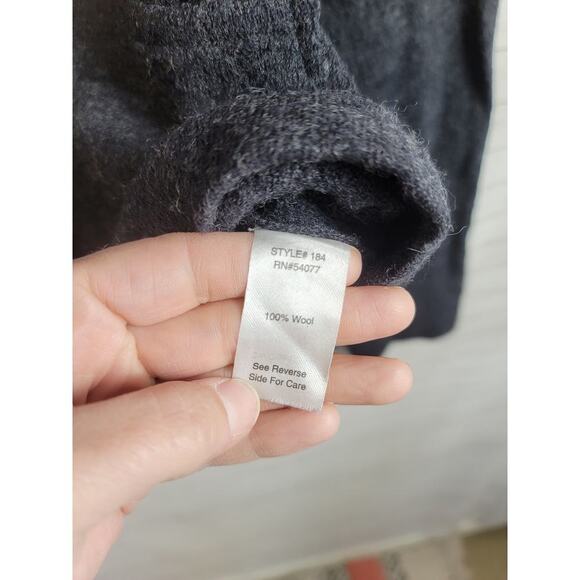 STYLE# 184
RN#54077
100% Wool
See Reverse
Side For Care